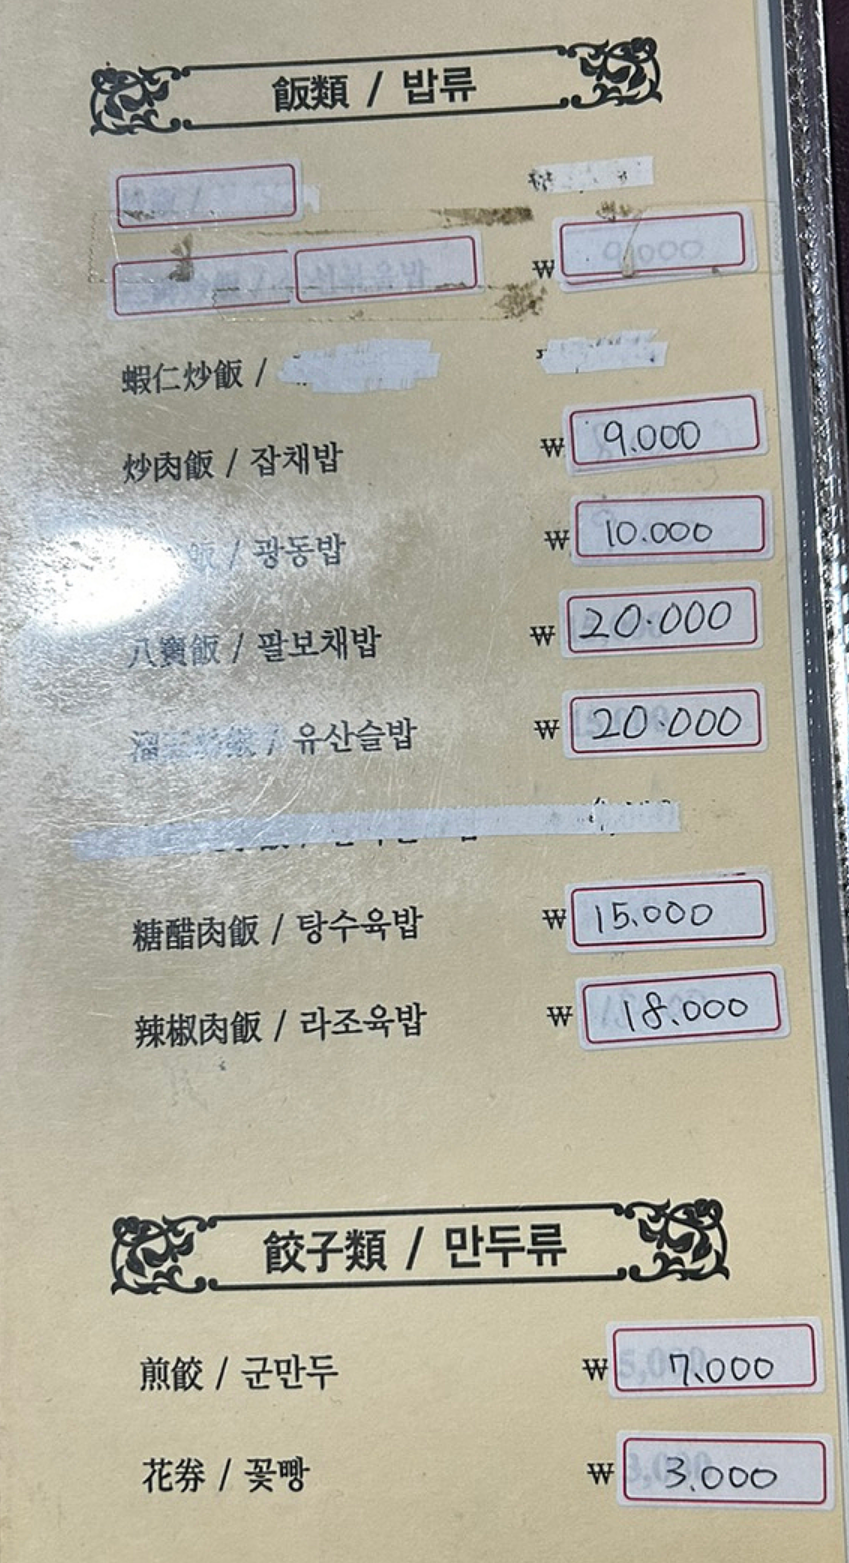 飯類 / 밥류
蝦仁炒飯 /
炒肉飯 / 잡채밥 ₩ 9.000
飯 / 광동밥 ₩ 10.000
八寶飯 / 팔보채밥 ₩ 20.000
溜 / 유산슬밥 ₩ 20.000
糖醋肉飯 / 탕수육밥 ₩ 15.000
辣椒肉飯 / 라조육밥 ₩ 18.000
餃子類 / 만두류
煎餃 / 군만두 ₩ 7.000
花券 / 꽃빵 ₩ 3.000